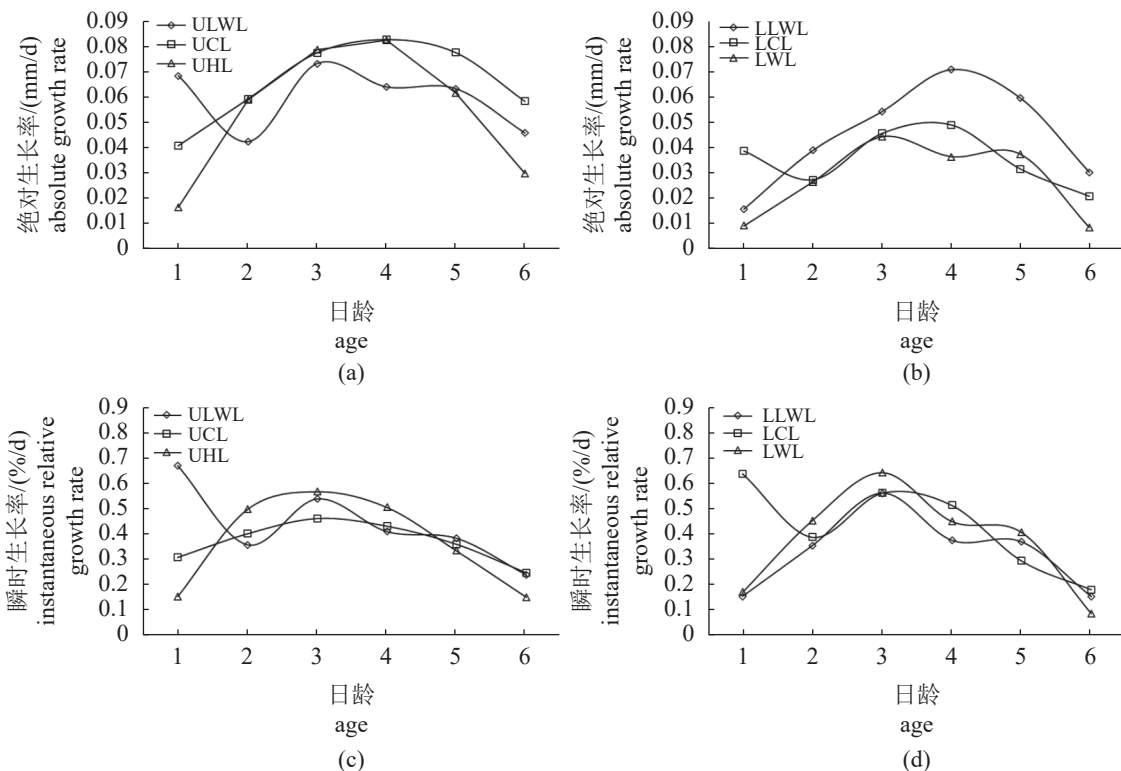 绝对生长率/(mm/d)
absolute growth rate
0.09
0.08
0.07
0.06
0.05
0.04
0.03
0.02
0.01
0
ULWL
UCL
UHL
1 2 3 4 5 6
日龄
age
(a)
绝对生长率/(mm/d)
absolute growth rate
0.09
0.08
0.07
0.06
0.05
0.04
0.03
0.02
0.01
0
LLWL
LCL
LWL
1 2 3 4 5 6
日龄
age
(b)
瞬时生长率/(%/d)
instantaneous relative
growth rate
0.9
0.8
0.7
0.6
0.5
0.4
0.3
0.2
0.1
0
ULWL
UCL
UHL
1 2 3 4 5 6
日龄
age
(c)
瞬时生长率/(%/d)
instantaneous relative
growth rate
0.9
0.8
0.7
0.6
0.5
0.4
0.3
0.2
0.1
0
LLWL
LCL
LWL
1 2 3 4 5 6
日龄
age
(d)